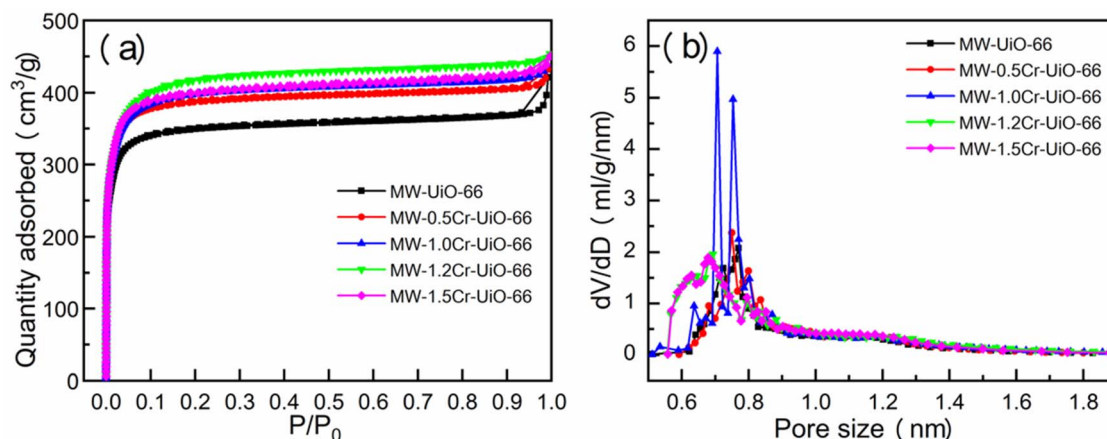 (a)
Quantity adsorbed (cm³/g)
500
400
300
200
100
0
0.0 0.1 0.2 0.3 0.4 0.5 0.6 0.7 0.8 0.9 1.0
P/P₀
MW-UiO-66
MW-0.5Cr-UiO-66
MW-1.0Cr-UiO-66
MW-1.2Cr-UiO-66
MW-1.5Cr-UiO-66
(b)
dV/dD (ml/g/nm)
6
5
4
3
2
1
0
0.6 0.8 1.0 1.2 1.4 1.6 1.8
Pore size (nm)
MW-UiO-66
MW-0.5Cr-UiO-66
MW-1.0Cr-UiO-66
MW-1.2Cr-UiO-66
MW-1.5Cr-UiO-66